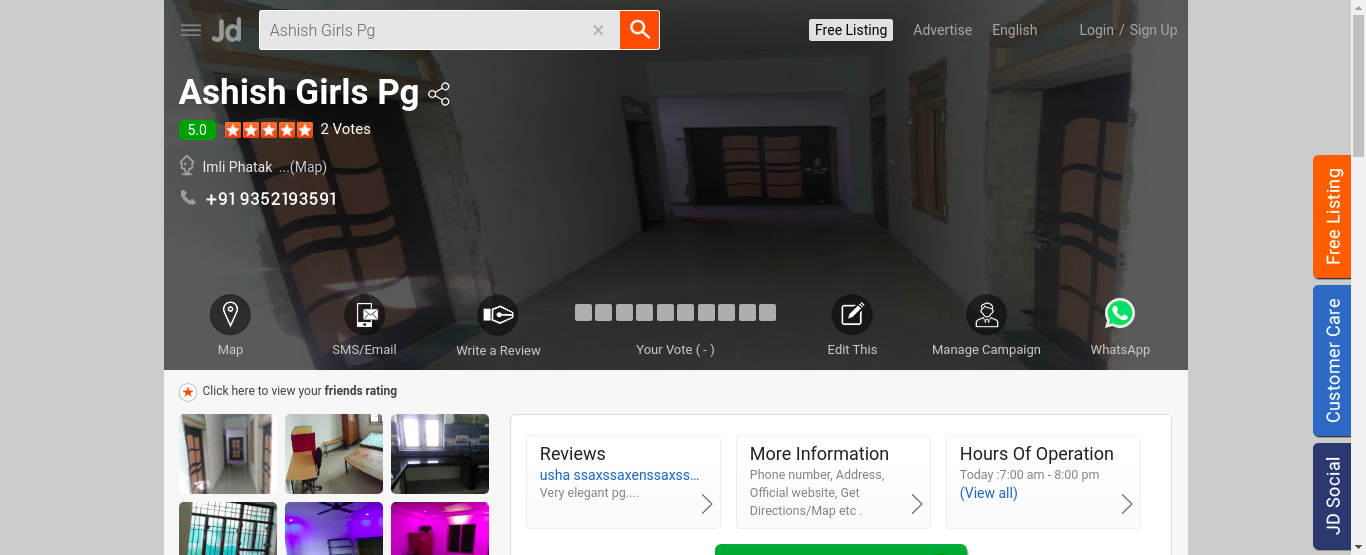 Jd
Ashish Girls Pg
Free Listing
Advertise
English
Login / Sign Up
Ashish Girls Pg
5.0
2 Votes
Imli Phatak ...(Map)
+91 9352193591
Map
SMS/Email
Write a Review
Your Vote ( - )
Edit This
Manage Campaign
WhatsApp
Click here to view your friends rating
Reviews
usha ssaxssaxenssaxss...
Very elegant pg....
More Information
Phone number, Address,
Official website, Get
Directions/Map etc .
Hours Of Operation
Today :7:00 am - 8:00 pm
(View all)
Free Listing
Customer Care
JD Social